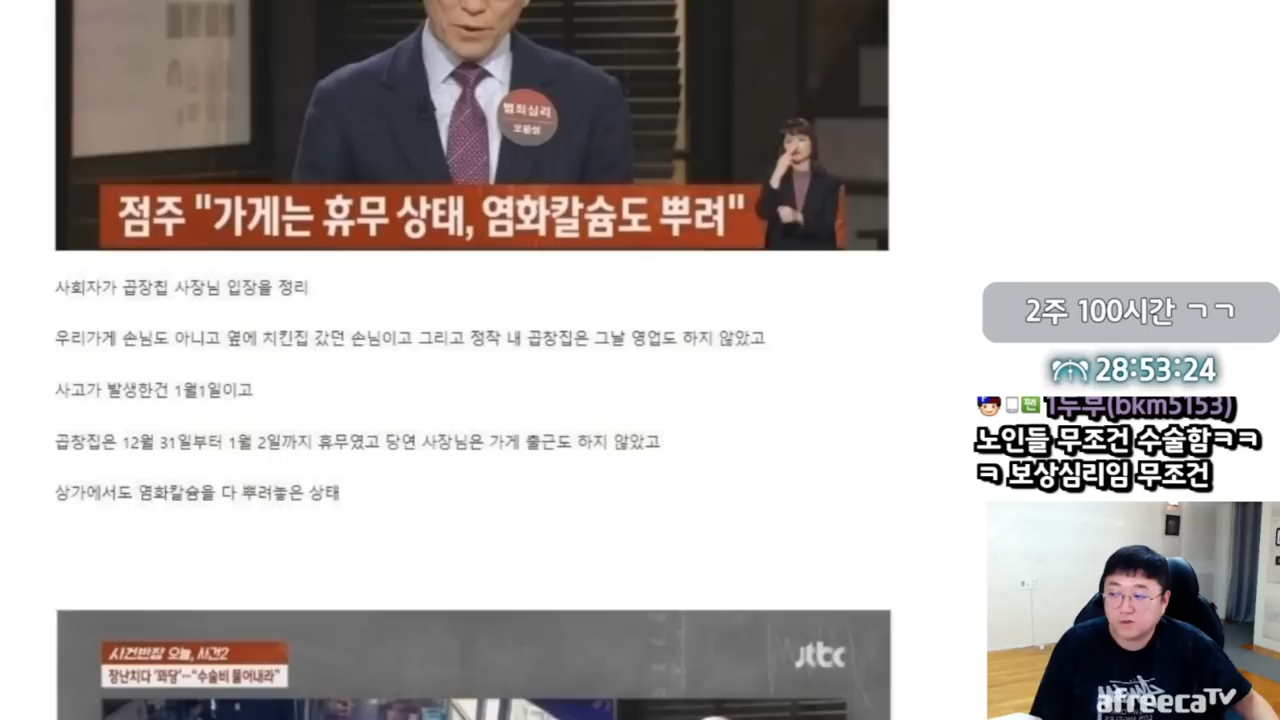 범죄심리
오윤성
점주 "가게는 휴무 상태, 염화칼슘도 뿌려"
사회자가 곱장칩 사장님 입장을 정리
우리가게 손님도 아니고 옆에 치킨집 갔던 손님이고 그리고 정작 내 곱창집은 그날 영업도 하지 않았고
사고가 발생한건 1월1일이고
곱창집은 12월 31일부터 1월 2일까지 휴무였고 당연 사장님은 가게 출근도 하지 않았고
상가에서도 염화칼슘을 다 뿌려놓은 상태
사건반장 오늘, 사건2
장난치다 '꽈당'…"수술비 물어내라"
jtbc
2주 100시간 ㄱㄱ
28:53:24
팬 1두부(bkm5153)
노인들 무조건 수술함ㅋㅋ
ㅋ 보상심리임 무조건
afreecaTV